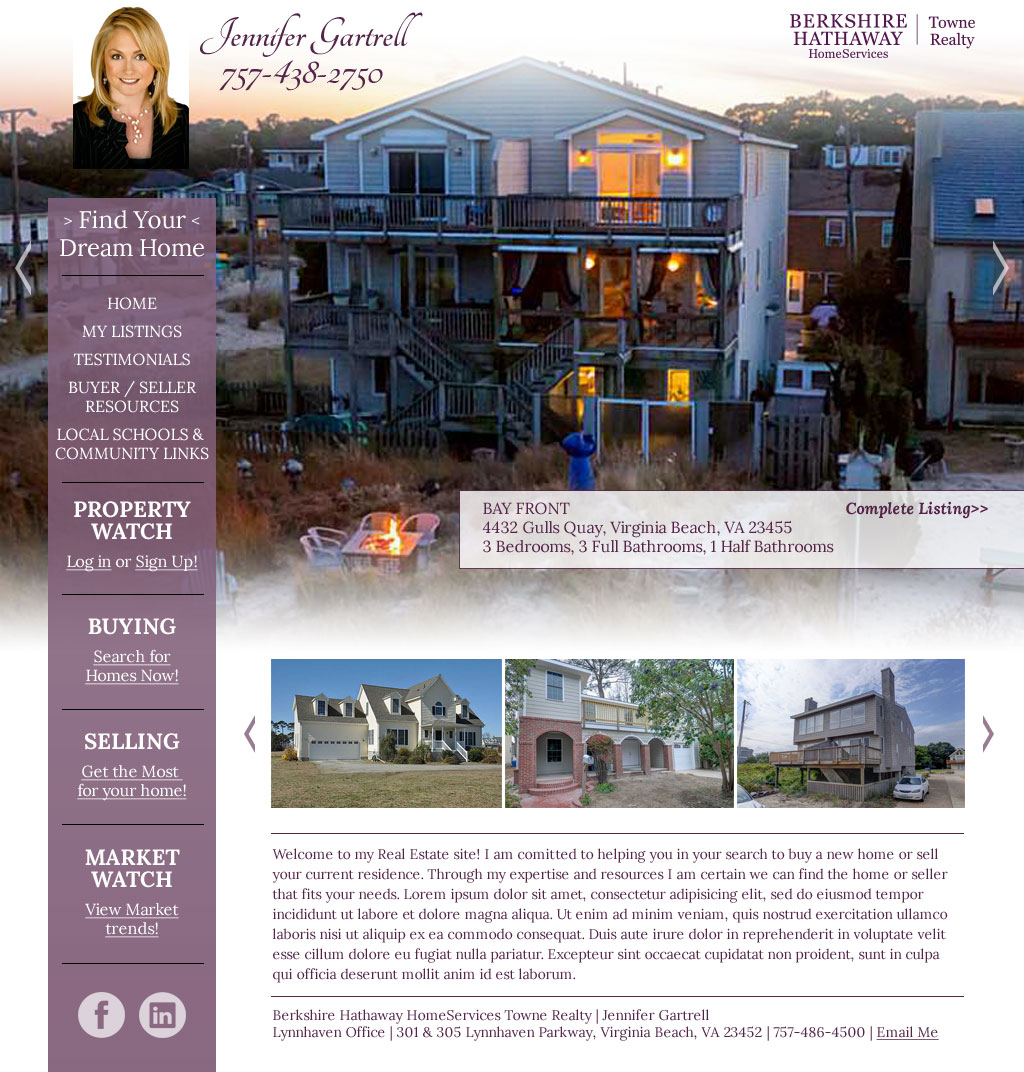 Jennifer Gartrell
757-438-2750
BERKSHIRE
HATHAWAY
HomeServices
Towne
Realty
> Find Your <
Dream Home
HOME
MY LISTINGS
TESTIMONIALS
BUYER / SELLER
RESOURCES
LOCAL SCHOOLS &
COMMUNITY LINKS
PROPERTY
WATCH
Log in or Sign Up!
BUYING
Search for
Homes Now!
SELLING
Get the Most
for your home!
MARKET
WATCH
View Market
trends!
f
in
BAY FRONT
Complete Listing>>
4432 Gulls Quay, Virginia Beach, VA 23455
3 Bedrooms, 3 Full Bathrooms, 1 Half Bathrooms
Welcome to my Real Estate site! I am comitted to helping you in your search to buy a new home or sell
your current residence. Through my expertise and resources I am certain we can find the home or seller
that fits your needs. Lorem ipsum dolor sit amet, consectetur adipisicing elit, sed do eiusmod tempor
incididunt ut labore et dolore magna aliqua. Ut enim ad minim veniam, quis nostrud exercitation ullamco
laboris nisi ut aliquip ex ea commodo consequat. Duis aute irure dolor in reprehenderit in voluptate velit
esse cillum dolore eu fugiat nulla pariatur. Excepteur sint occaecat cupidatat non proident, sunt in culpa
qui officia deserunt mollit anim id est laborum.
Berkshire Hathaway HomeServices Towne Realty | Jennifer Gartrell
Lynnhaven Office | 301 & 305 Lynnhaven Parkway, Virginia Beach, VA 23452 | 757-486-4500 | Email Me